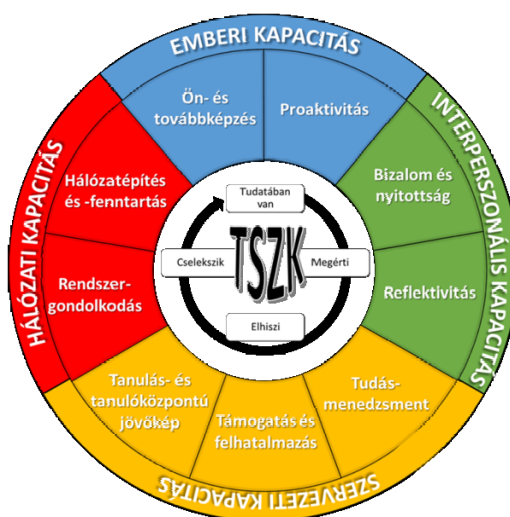 EMBERI KAPACITÁS
Ön- és
továbbképzés
Proaktivitás
INTERPERSZONÁLIS KAPACITÁS
Bizalom és
nyitottság
Reflektivitás
SZERVEZETI KAPACITÁS
Tudás-
menedzsment
Támogatás és
felhatalmazás
Tanulás- és
tanulóközpontú
jövőkép
HÁLÓZATI KAPACITÁS
Rendszer-
gondolkodás
Hálózatépítés
és -fenntartás
Tudatában
van
Megérti
Elhiszi
Cselekszik
TSZK